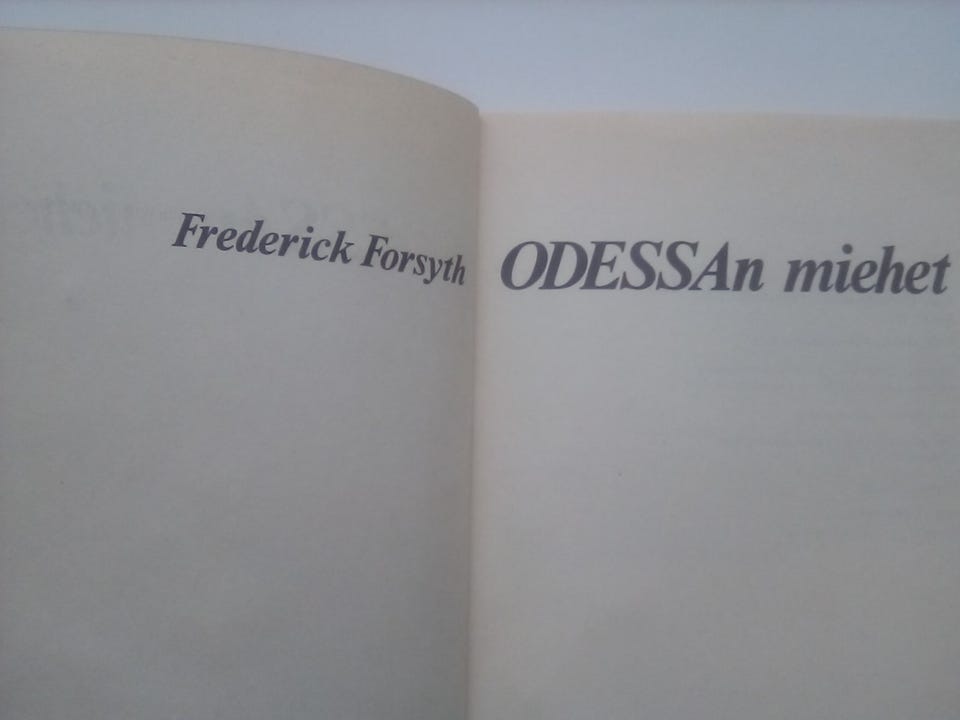 Frederick Forsyth
ODESSAn miehet